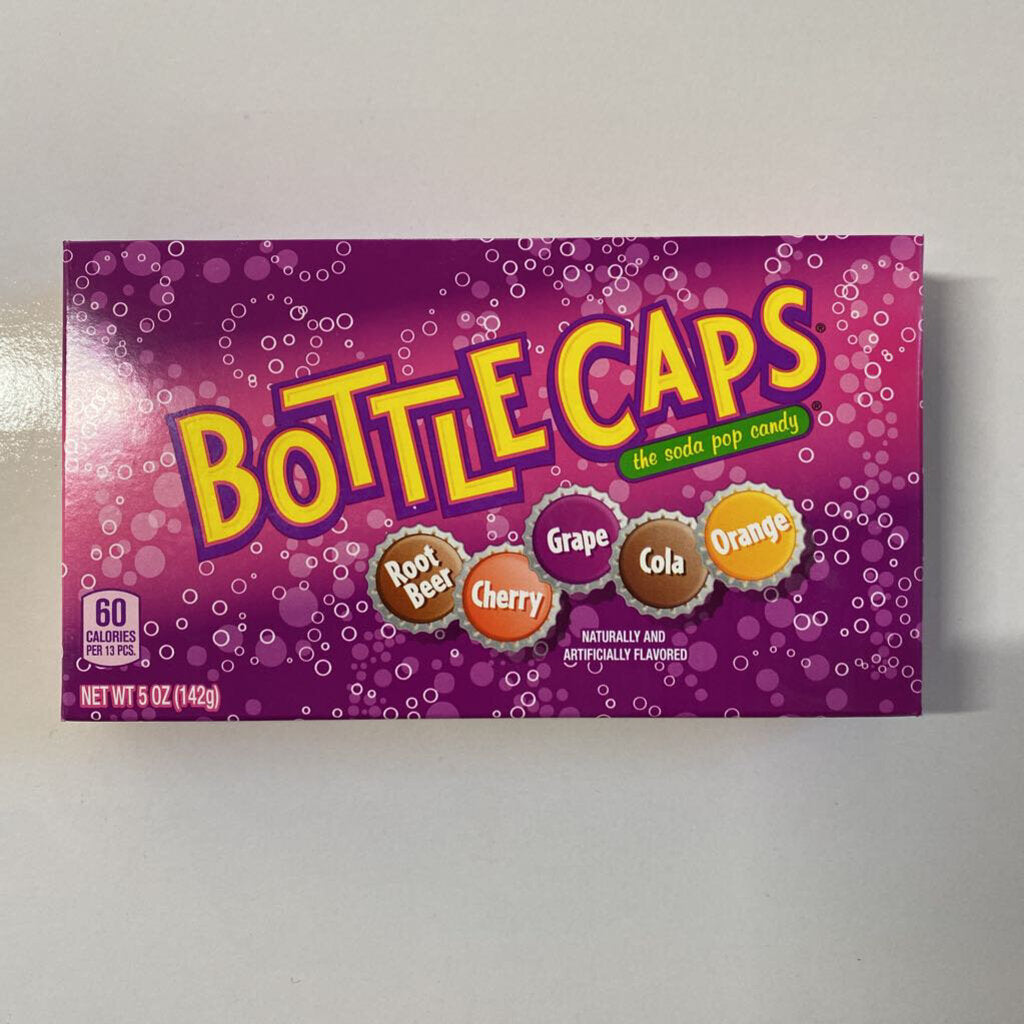 BOTTLE CAPS®
the soda pop candy®
Root
Beer
Cherry
Grape
Cola
Orange
60
CALORIES
PER 13 PCS.
NATURALLY AND
ARTIFICIALLY FLAVORED
NET WT 5 OZ (142g)